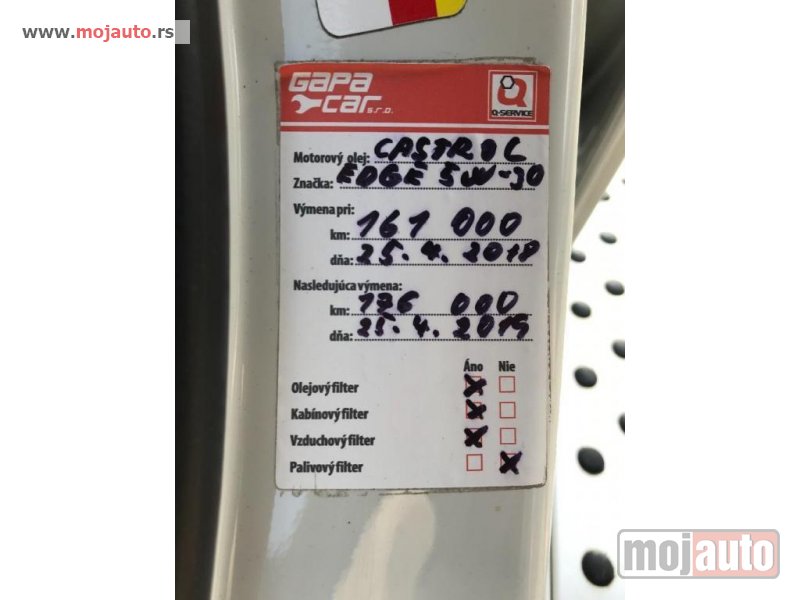 www.mojauto.rs
GAPA
car s.r.o.
Q-SERVICE
Motorový olej: CASTROL
Značka: EDGE 5W-30
Výmena pri:
km: 161 000
dňa: 25.4.2018
Nasledujúca výmena:
km: 176 000
dňa: 25.4.2019
Áno Nie
Olejový filter
Kabínový filter
Vzduchový filter
Palivový filter
mojauto